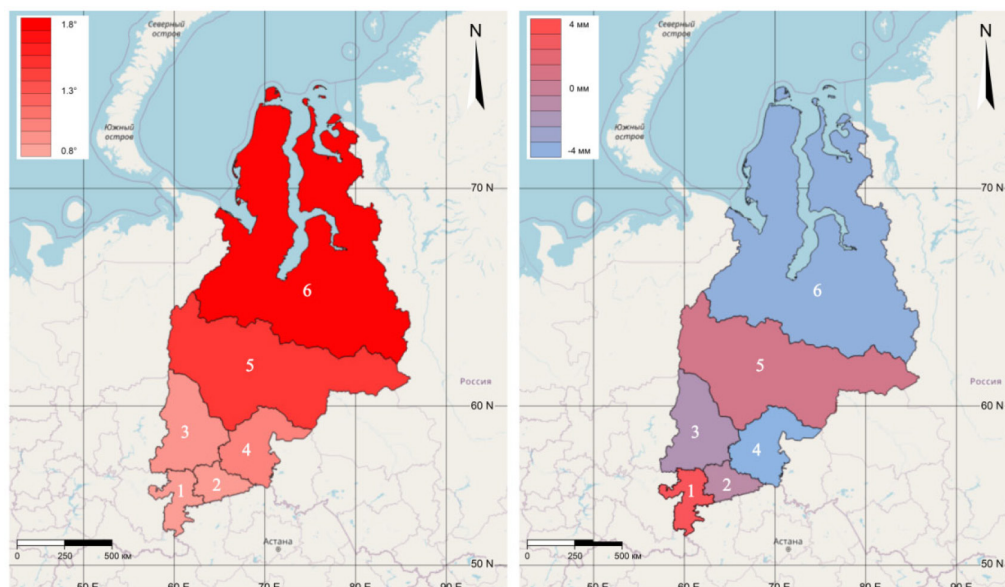 1.8°
1.3°
0.8°
Северный
остров
Южный
остров
N
70 N
6
5
Россия
60 N
3
4
1
2
Астана
0 250 500 км
50 N
60 E
70 E
80 E
4 мм
0 мм
-4 мм
Северный
остров
Южный
остров
N
70 N
6
5
Россия
60 N
3
4
1
2
Астана
0 250 500 км
50 N
60 E
70 E
80 E